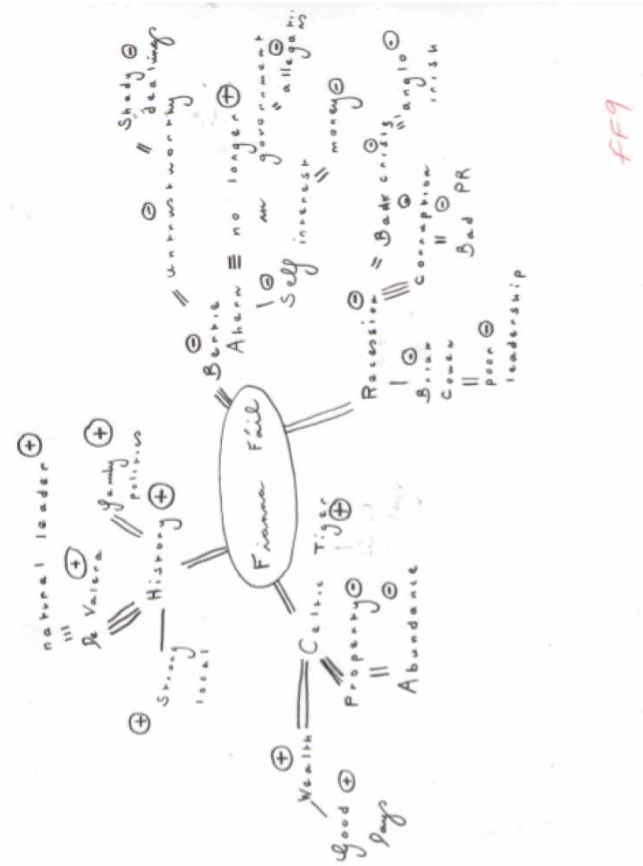 natural leader
De Valera
family
politics
History
Strong
local
Fianna Fáil
Celtic Tiger
Wealth
Good
Days
Property
Abundance
Bertie
Ahern
untrustworthy
Shady
dealings
no longer
in government
allegations
Self
interest
money
Recession
Bank crisis
anglo
irish
Corruption
Bad PR
Brian
Cowen
poor
leadership
FF9